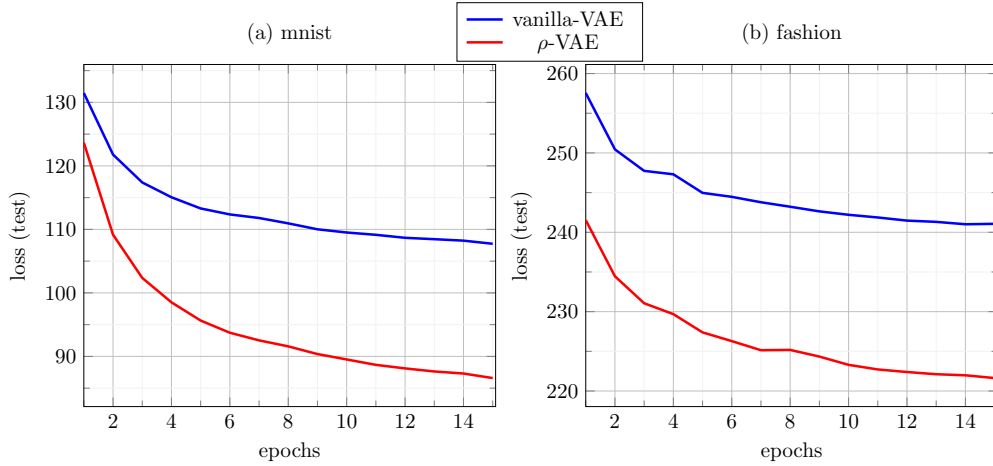 (a) mnist
vanilla-VAE
ρ-VAE
(b) fashion
130
120
110
100
90
loss (test)
2 4 6 8 10 12 14
epochs
260
250
240
230
220
loss (test)
2 4 6 8 10 12 14
epochs